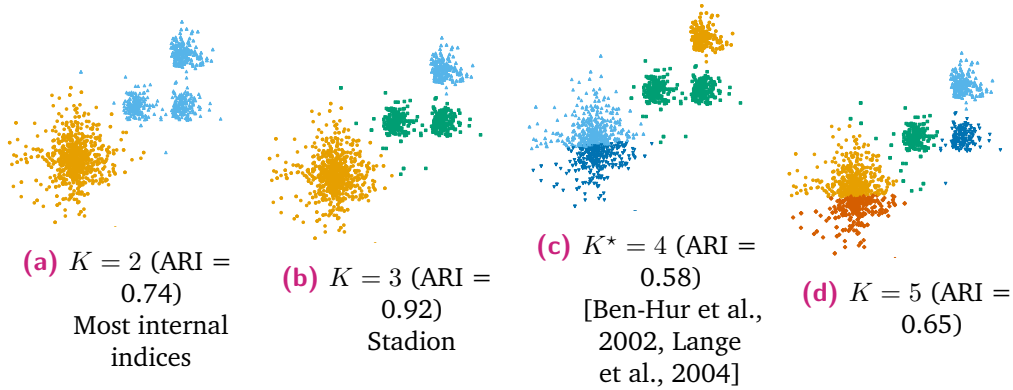 (a) K = 2 (ARI =
0.74)
Most internal
indices
(b) K = 3 (ARI =
0.92)
Stadion
(c) K⋆ = 4 (ARI =
0.58)
[Ben-Hur et al.,
2002, Lange
et al., 2004]
(d) K = 5 (ARI =
0.65)